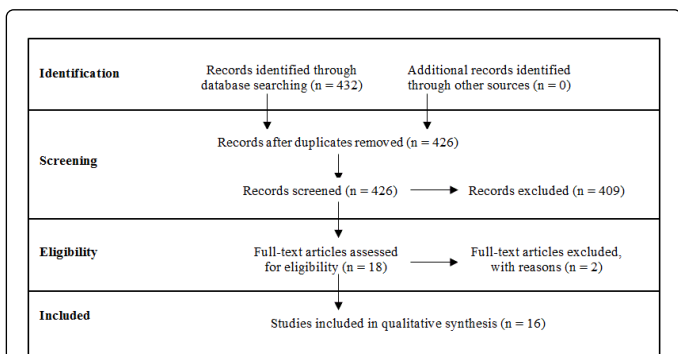 Identification
Records identified through
database searching (n = 432)
Additional records identified
through other sources (n = 0)
Records after duplicates removed (n = 426)
Screening
Records screened (n = 426)
Records excluded (n = 409)
Eligibility
Full-text articles assessed
for eligibility (n = 18)
Full-text articles excluded,
with reasons (n = 2)
Included
Studies included in qualitative synthesis (n = 16)